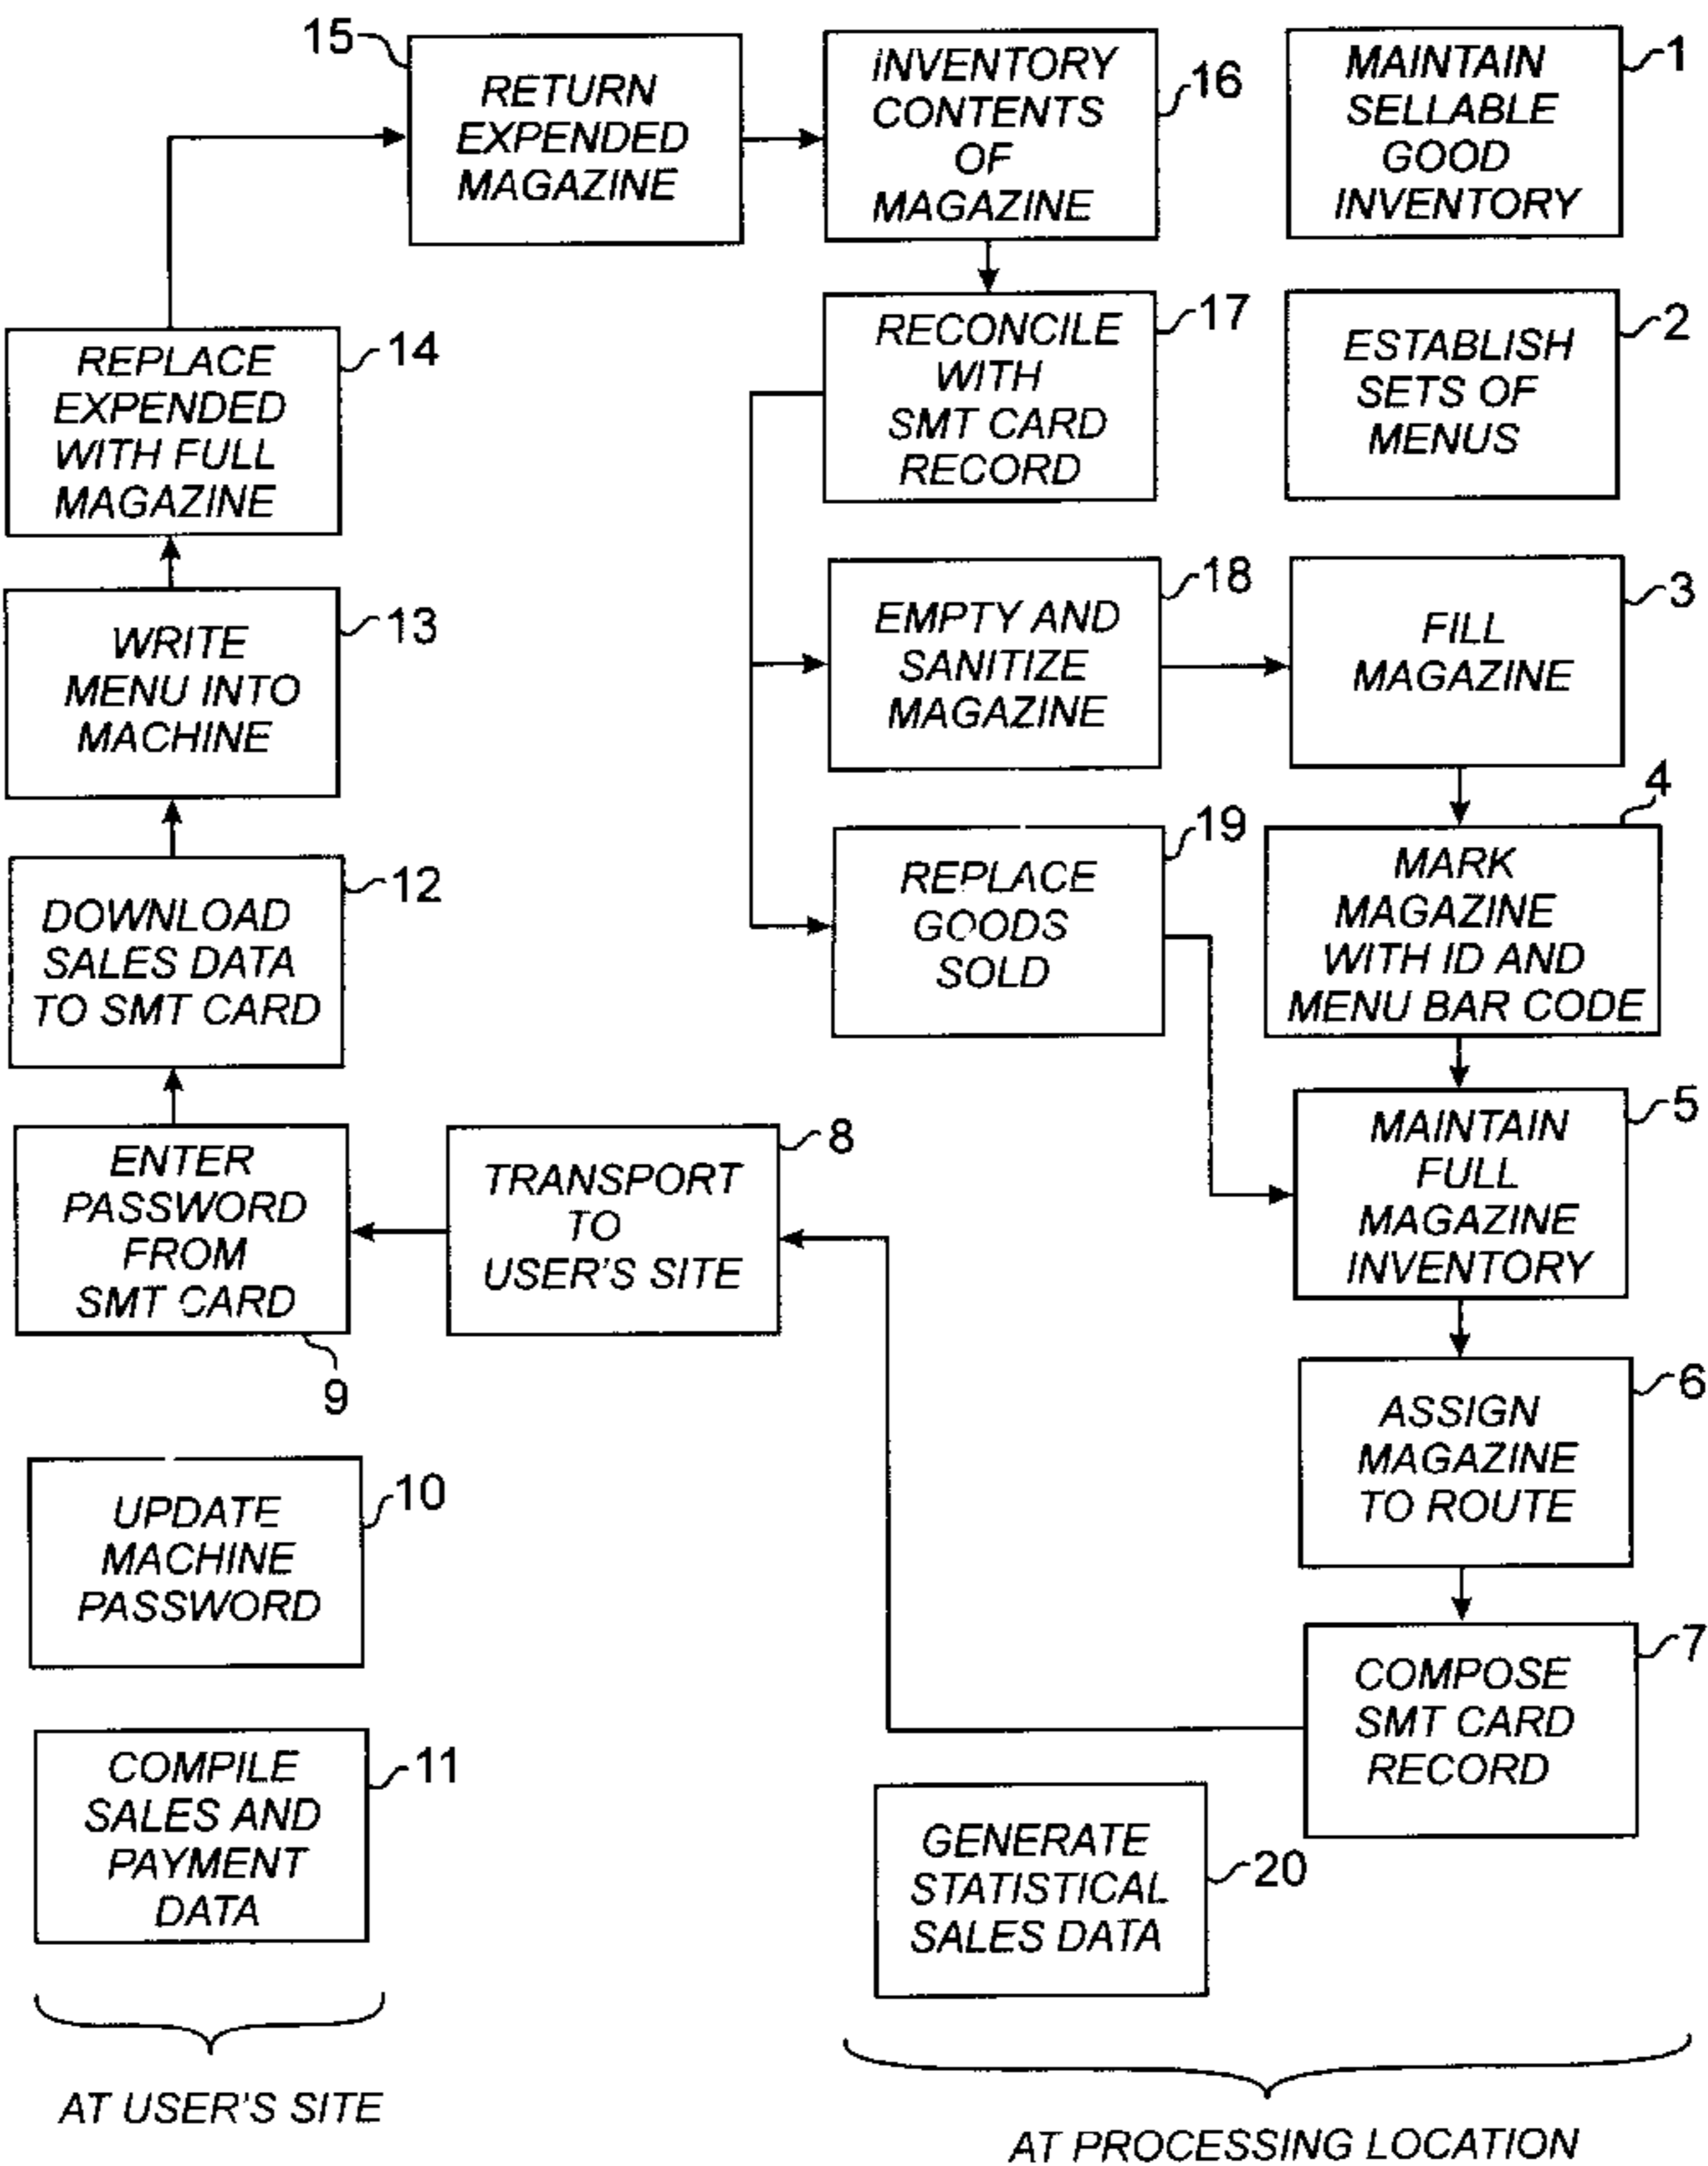 15
RETURN
EXPENDED
MAGAZINE
INVENTORY
CONTENTS
OF
MAGAZINE
16
MAINTAIN
SELLABLE
GOOD
INVENTORY
1
REPLACE
EXPENDED
WITH FULL
MAGAZINE
14
RECONCILE
WITH
SMT CARD
RECORD
17
ESTABLISH
SETS OF
MENUS
2
WRITE
MENU INTO
MACHINE
13
EMPTY AND
SANITIZE
MAGAZINE
18
FILL
MAGAZINE
3
DOWNLOAD
SALES DATA
TO SMT CARD
12
REPLACE
GOODS
SOLD
19
MARK
MAGAZINE
WITH ID AND
MENU BAR CODE
4
ENTER
PASSWORD
FROM
SMT CARD
9
TRANSPORT
TO
USER'S SITE
8
MAINTAIN
FULL
MAGAZINE
INVENTORY
5
ASSIGN
MAGAZINE
TO ROUTE
6
UPDATE
MACHINE
PASSWORD
10
COMPOSE
SMT CARD
RECORD
7
COMPILE
SALES AND
PAYMENT
DATA
11
GENERATE
STATISTICAL
SALES DATA
20
AT USER'S SITE
AT PROCESSING LOCATION